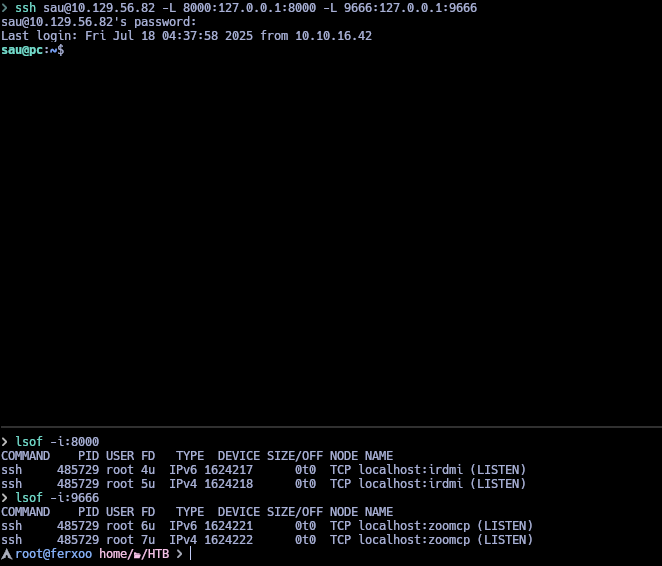 ❯ ssh sau@10.129.56.82 -L 8000:127.0.0.1:8000 -L 9666:127.0.0.1:9666
sau@10.129.56.82's password:
Last login: Fri Jul 18 04:37:58 2025 from 10.10.16.42
sau@pc:~$
❯ lsof -i:8000
COMMAND    PID USER FD   TYPE  DEVICE SIZE/OFF NODE NAME
ssh     485729 root 4u  IPv6 1624217      0t0  TCP localhost:irdmi (LISTEN)
ssh     485729 root 5u  IPv4 1624218      0t0  TCP localhost:irdmi (LISTEN)
❯ lsof -i:9666
COMMAND    PID USER FD   TYPE  DEVICE SIZE/OFF NODE NAME
ssh     485729 root 6u  IPv6 1624221      0t0  TCP localhost:zoomcp (LISTEN)
ssh     485729 root 7u  IPv4 1624222      0t0  TCP localhost:zoomcp (LISTEN)
root@ferxoo home//HTB ❯